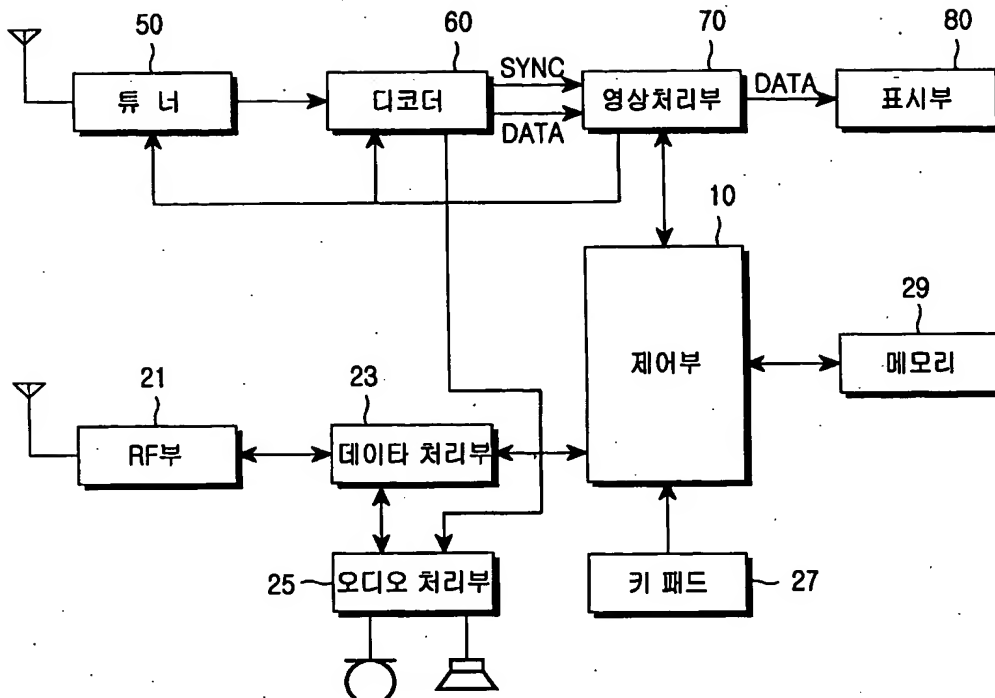 50
60
70
80
튜 너
디코더
SYNC
DATA
영상처리부
DATA
표시부
10
제어부
29
메모리
21
RF부
23
데이타 처리부
25
오디오 처리부
키 패드
27